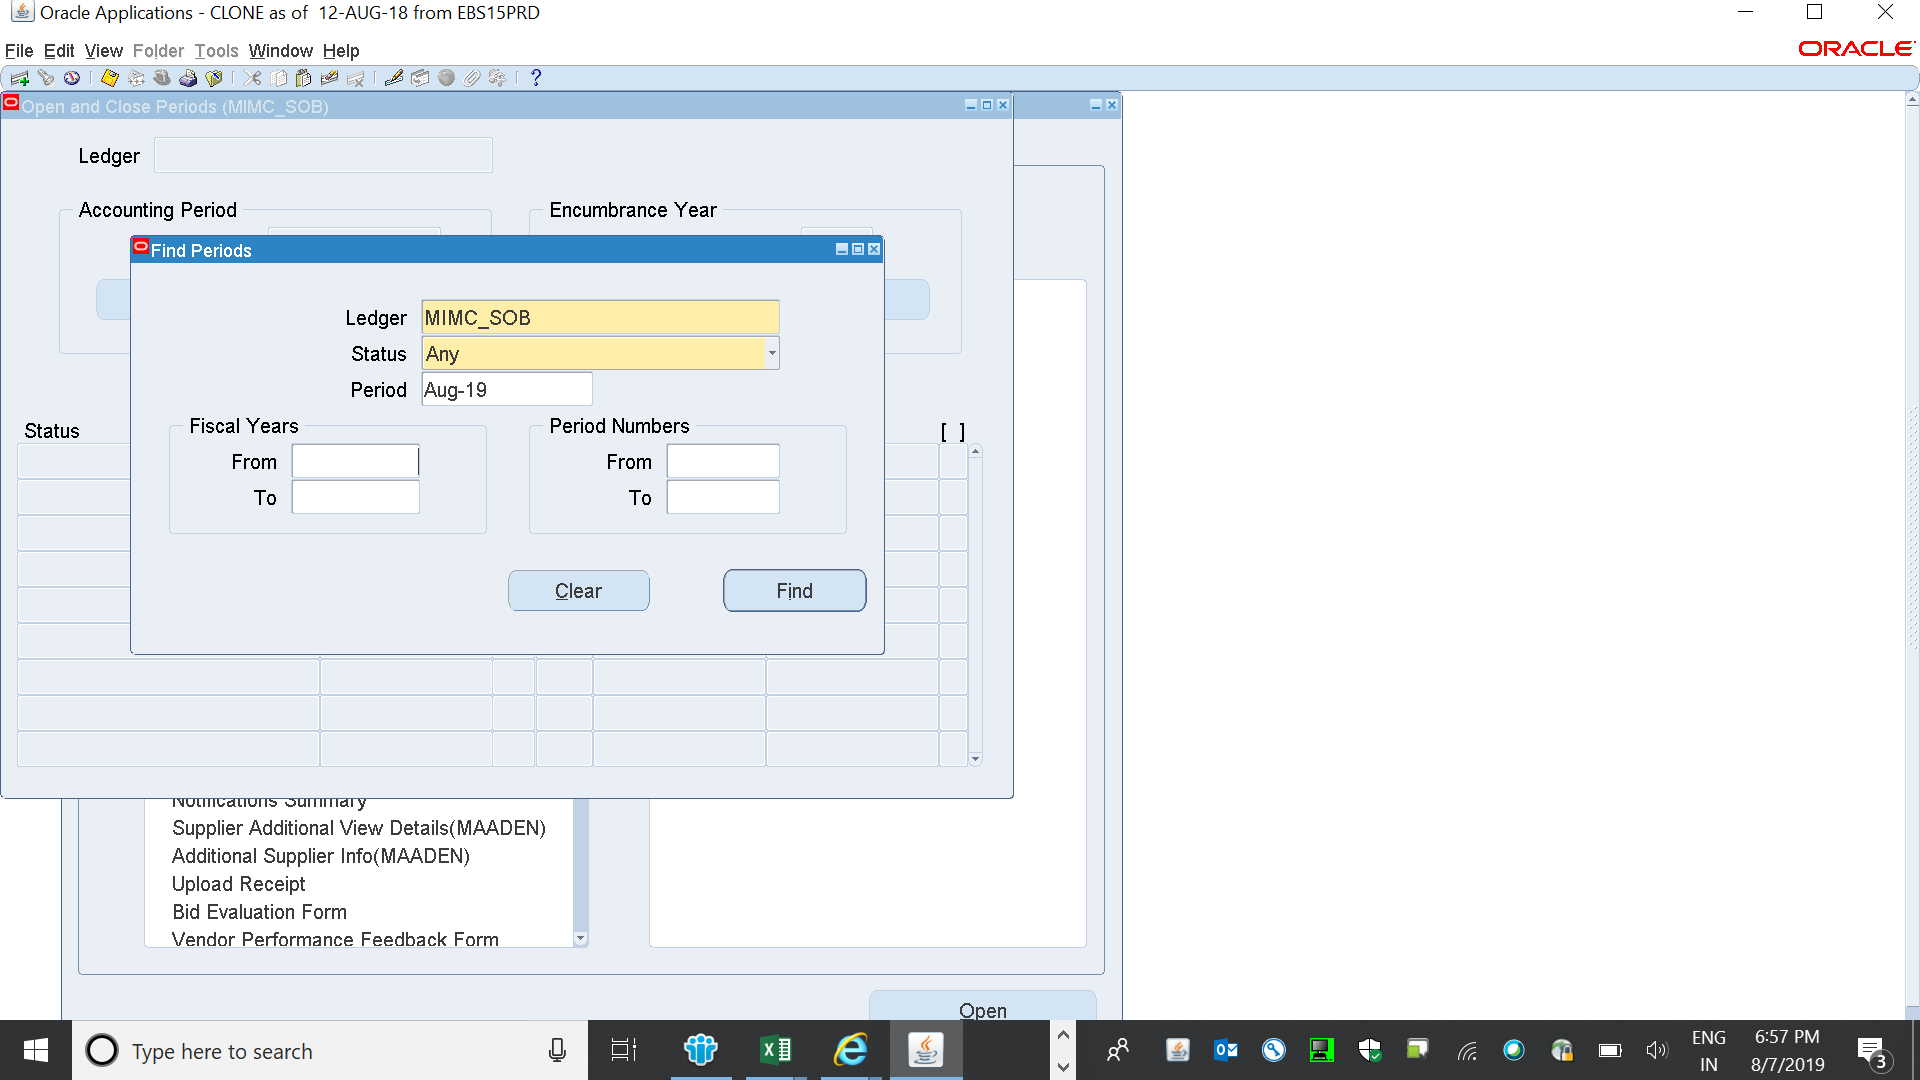 Oracle Applications - CLONE as of  12-AUG-18 from EBS15PRD
File Edit View Folder Tools Window Help
ORACLE
Open and Close Periods (MIMC_SOB)
Ledger
Accounting Period
Encumbrance Year
Find Periods
Ledger MIMC_SOB
Status Any
Period Aug-19
Fiscal Years
Period Numbers
From
From
To
To
Clear
Find
Status
[ ]
Notifications Summary
Supplier Additional View Details(MAADEN)
Additional Supplier Info(MAADEN)
Upload Receipt
Bid Evaluation Form
Vendor Performance Feedback Form
Open
Type here to search
ENG
IN
6:57 PM
8/7/2019
3